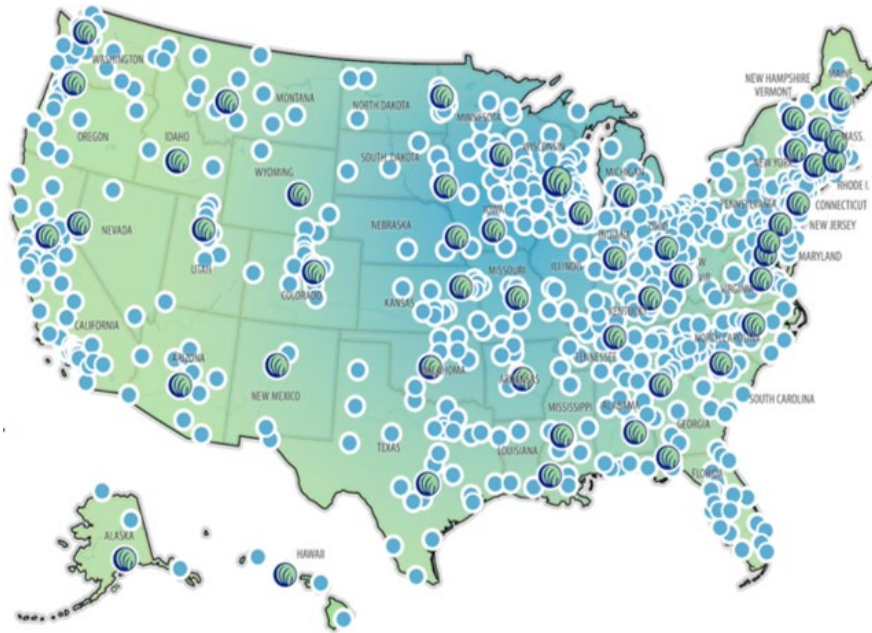 WASHINGTON
MONTANA
NORTH DAKOTA
MINNESOTA
NEW HAMPSHIRE
VERMONT
MAINE
OREGON
IDAHO
SOUTH DAKOTA
WISCONSIN
MICHIGAN
NEW YORK
MASS.
WYOMING
RHODE I.
CONNECTICUT
NEVADA
NEBRASKA
IOWA
PENNSYLVANIA
NEW JERSEY
UTAH
COLORADO
KANSAS
MISSOURI
ILLINOIS
INDIANA
OHIO
W
VIR
VIRGINIA
MARYLAND
CALIFORNIA
KENTUCKY
ARIZONA
NEW MEXICO
OKLAHOMA
ARKANSAS
TENNESSEE
NORTH CAROLINA
SOUTH CAROLINA
TEXAS
LOUISIANA
MISSISSIPPI
ALABAMA
GEORGIA
FLORIDA
ALASKA
HAWAII